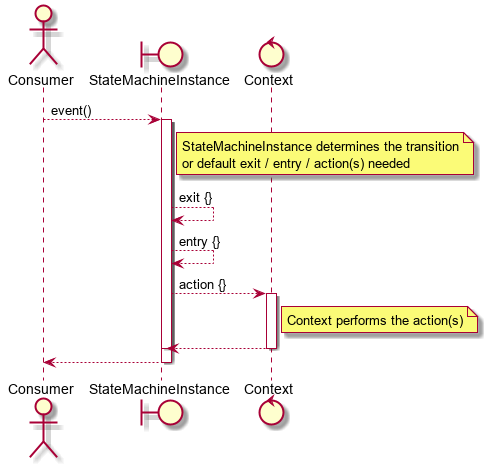 Consumer
StateMachineInstance
Context
event()
StateMachineInstance determines the transition
or default exit / entry / action(s) needed
exit {}
entry {}
action {}
Context performs the action(s)
Consumer
StateMachineInstance
Context